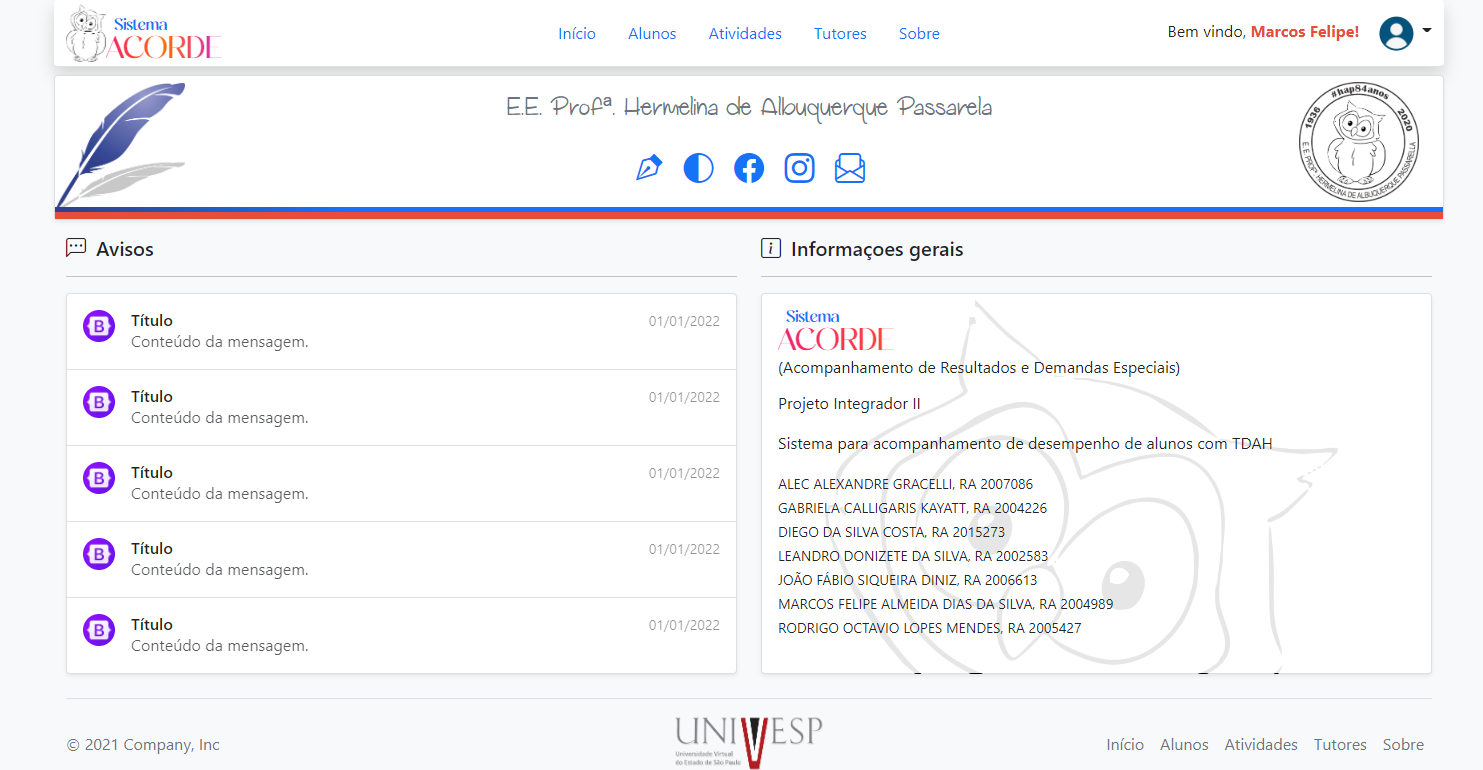 Sistema
ACORDE
Início Alunos Atividades Tutores Sobre
Bem vindo, Marcos Felipe!
E.E. Profª. Hermelina de Albuquerque Passarela
#hap84anos
1936 2020
E.E. PROFª HERMELINA DE ALBUQUERQUE PASSARELLA
Avisos
Título 01/01/2022
Conteúdo da mensagem.
Título 01/01/2022
Conteúdo da mensagem.
Título 01/01/2022
Conteúdo da mensagem.
Título 01/01/2022
Conteúdo da mensagem.
Título 01/01/2022
Conteúdo da mensagem.
Informaçoes gerais
Sistema
ACORDE
(Acompanhamento de Resultados e Demandas Especiais)
Projeto Integrador II
Sistema para acompanhamento de desempenho de alunos com TDAH
ALEC ALEXANDRE GRACELLI, RA 2007086
GABRIELA CALLIGARIS KAYATT, RA 2004226
DIEGO DA SILVA COSTA, RA 2015273
LEANDRO DONIZETE DA SILVA, RA 2002583
JOÃO FÁBIO SIQUEIRA DINIZ, RA 2006613
MARCOS FELIPE ALMEIDA DIAS DA SILVA, RA 2004989
RODRIGO OCTAVIO LOPES MENDES, RA 2005427
© 2021 Company, Inc
UNIVESP
Universidade Virtual
do Estado de São Paulo
Início Alunos Atividades Tutores Sobre